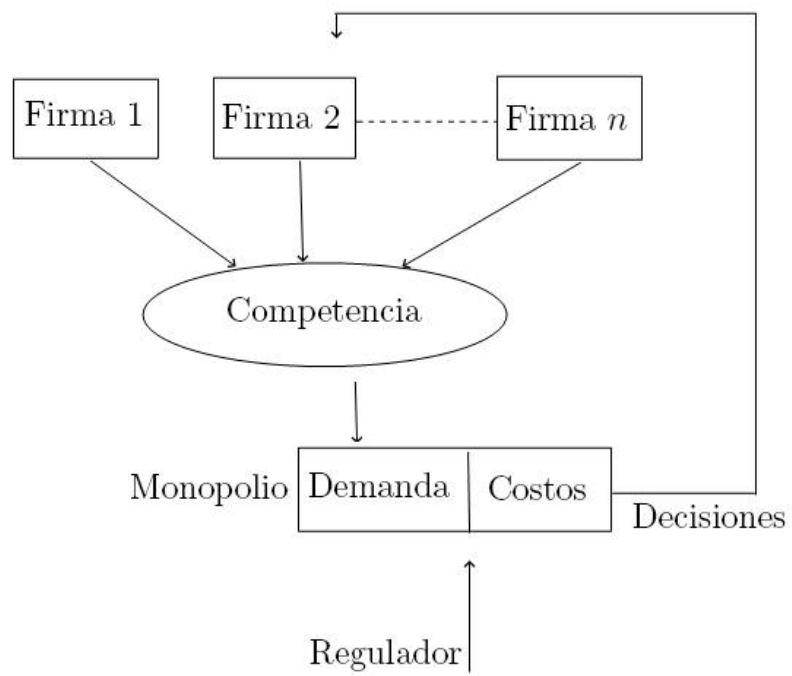 Firma 1
Firma 2
Firma n
Competencia
Monopolio
Demanda
Costos
Decisiones
Regulador